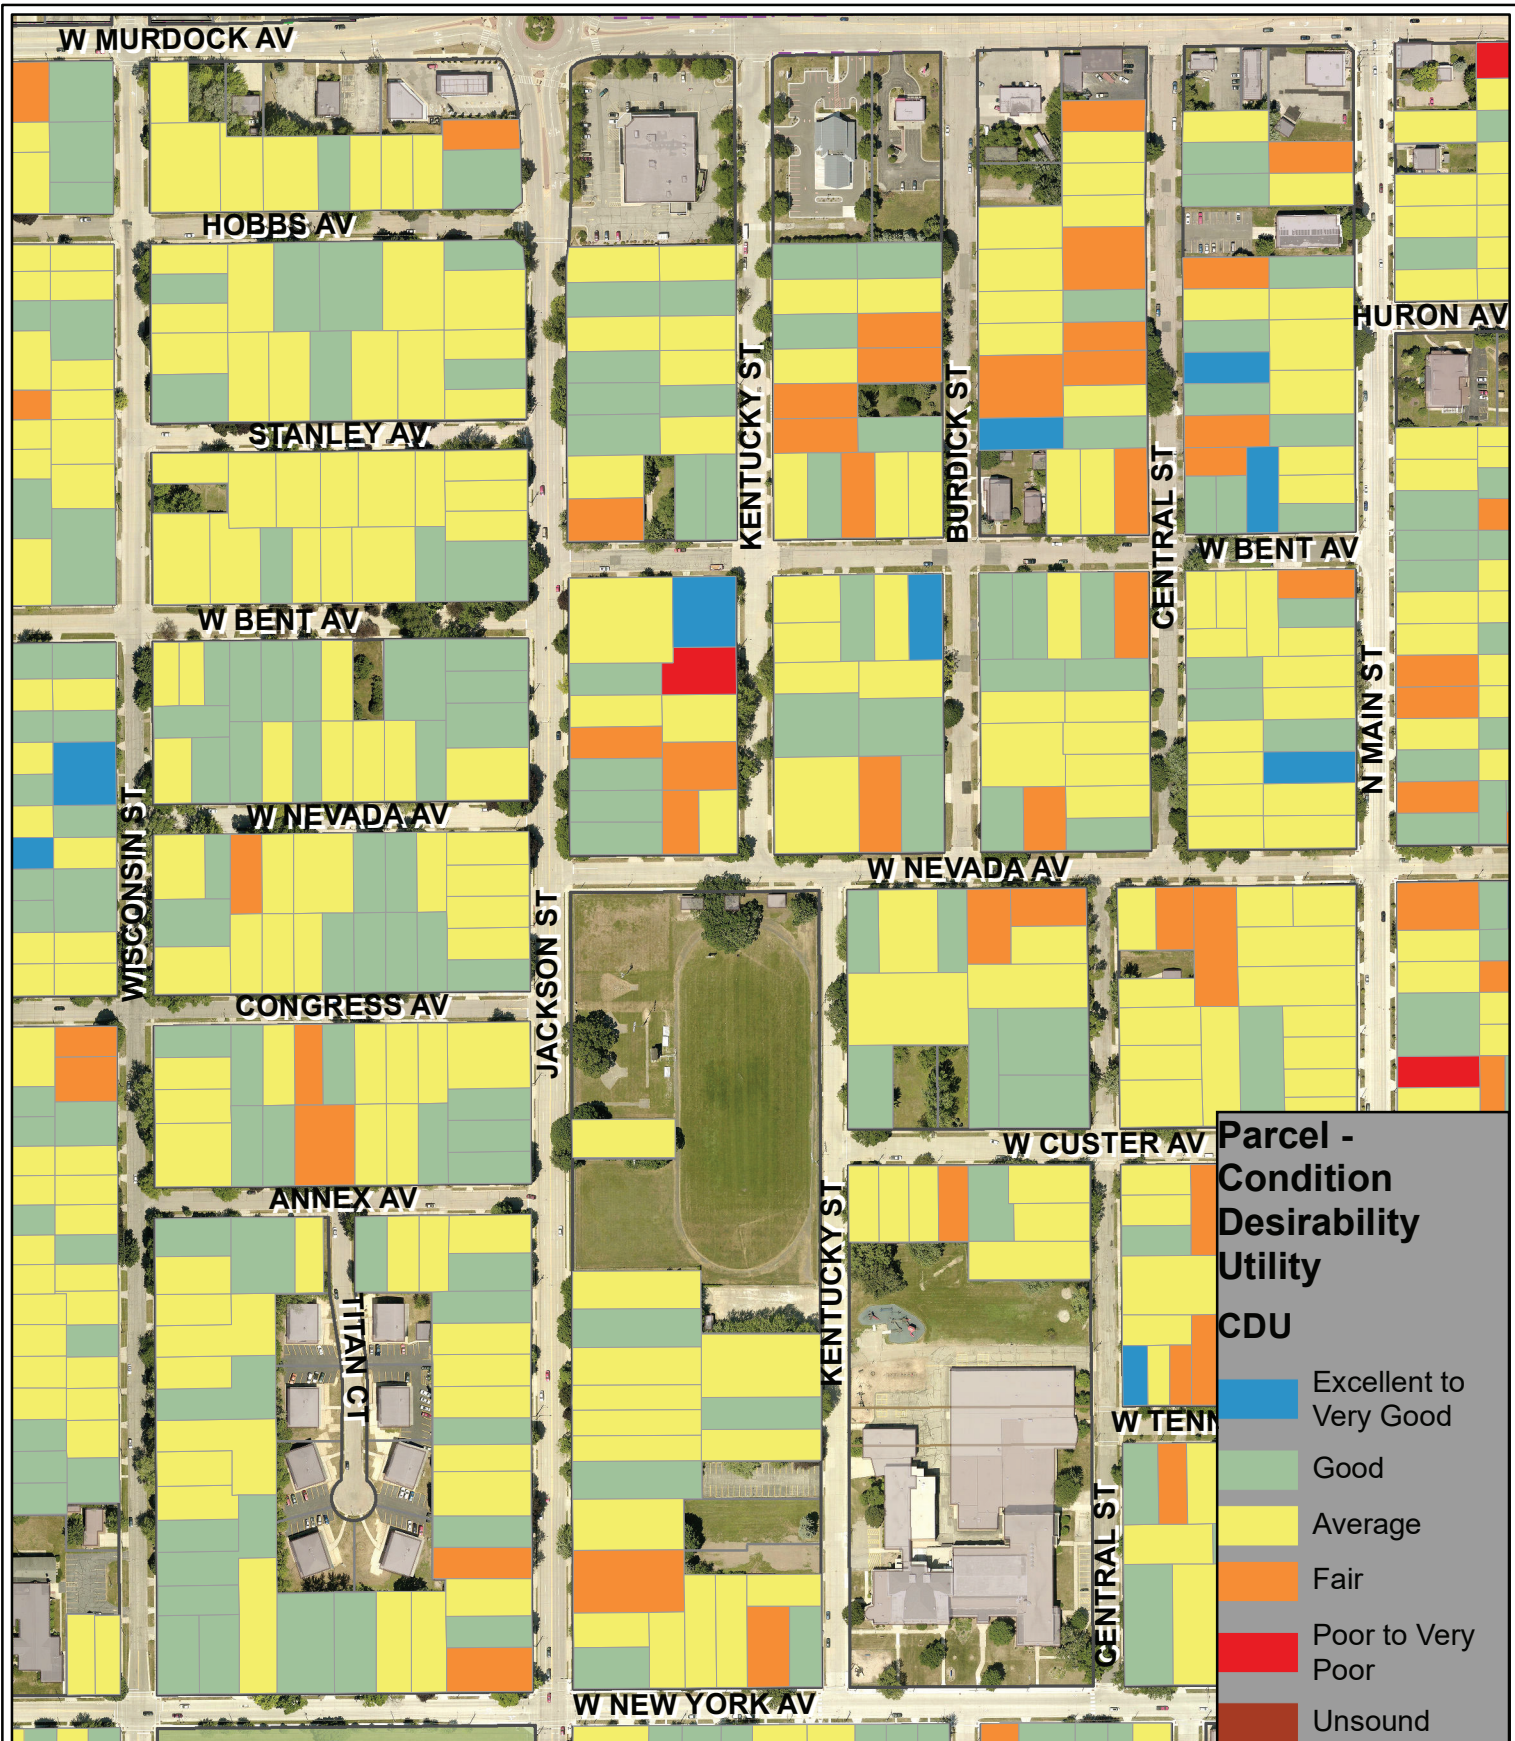 W MURDOCK AV
HOBBS AV
HURON AV
STANLEY AV
KENTUCKY ST
BURDICK ST
CENTRAL ST
W BENT AV
W BENT AV
N MAIN ST
WISCONSIN ST
W NEVADA AV
W NEVADA AV
JACKSON ST
CONGRESS AV
W CUSTER AV
ANNEX AV
KENTUCKY ST
TITAN CT
W TENN
CENTRAL ST
W NEW YORK AV
Parcel -
Condition
Desirability
Utility
CDU
Excellent to
Very Good
Good
Average
Fair
Poor to Very
Poor
Unsound